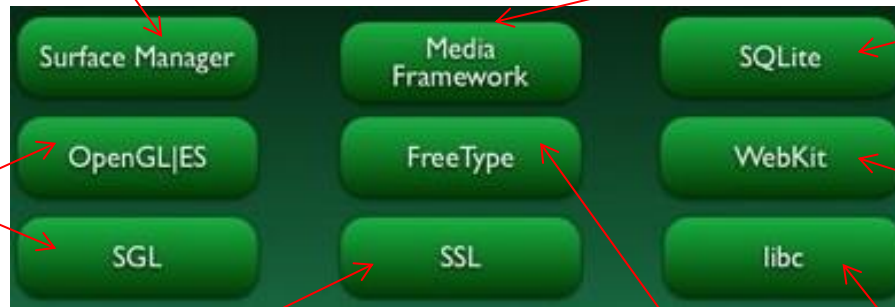 Surface Manager
Media
Framework
SQLite
OpenGL|ES
FreeType
WebKit
SGL
SSL
libc